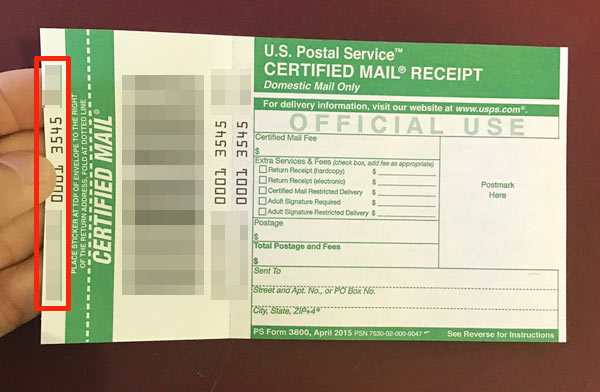 0001 3545
PLACE STICKER AT TOP OF ENVELOPE TO THE RIGHT
OF THE RETURN ADDRESS, FOLD AT DOTTED LINE
CERTIFIED MAIL®
0001 3545
0001 3545
U.S. Postal Service™
CERTIFIED MAIL® RECEIPT
Domestic Mail Only
For delivery information, visit our website at www.usps.com®.
OFFICIAL USE
Certified Mail Fee
$
Extra Services & Fees (check box, add fee as appropriate)
Return Receipt (hardcopy) $
Return Receipt (electronic) $
Certified Mail Restricted Delivery $
Adult Signature Required $
Adult Signature Restricted Delivery $
Postmark
Here
Postage
$
Total Postage and Fees
$
Sent To
Street and Apt. No., or PO Box No.
City, State, ZIP+4®
PS Form 3800, April 2015 PSN 7530-02-000-9047 See Reverse for Instructions